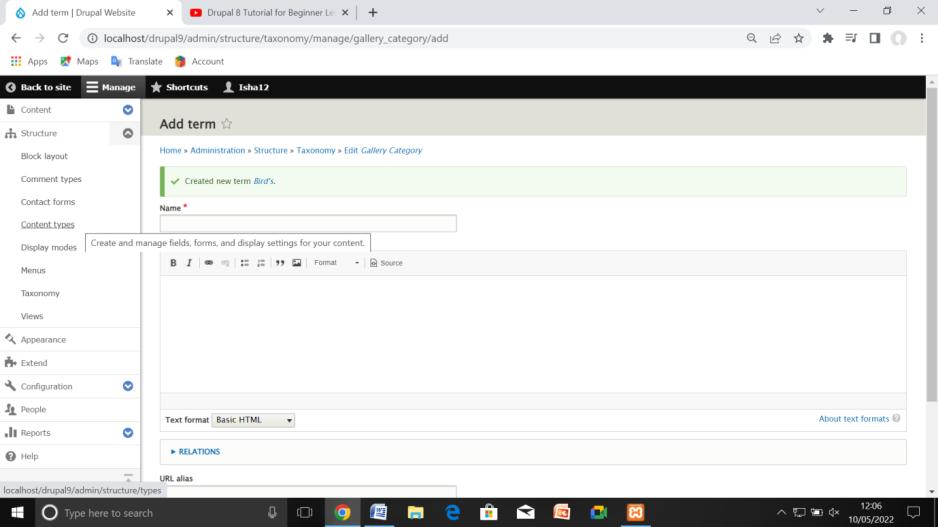 Add term | Drupal Website
Drupal 8 Tutorial for Beginner Le
localhost/drupal9/admin/structure/taxonomy/manage/gallery_category/add
Apps Maps Translate Account
Back to site Manage Shortcuts Isha12
Content
Structure
Block layout
Comment types
Contact forms
Content types
Display modes
Menus
Taxonomy
Views
Appearance
Extend
Configuration
People
Reports
Help
Add term
Home » Administration » Structure » Taxonomy » Edit Gallery Category
Created new term Bird's.
Name *
Create and manage fields, forms, and display settings for your content.
B I Format Source
Text format Basic HTML About text formats ?
RELATIONS
URL alias
localhost/drupal9/admin/structure/types
Type here to search
12:06
10/05/2022